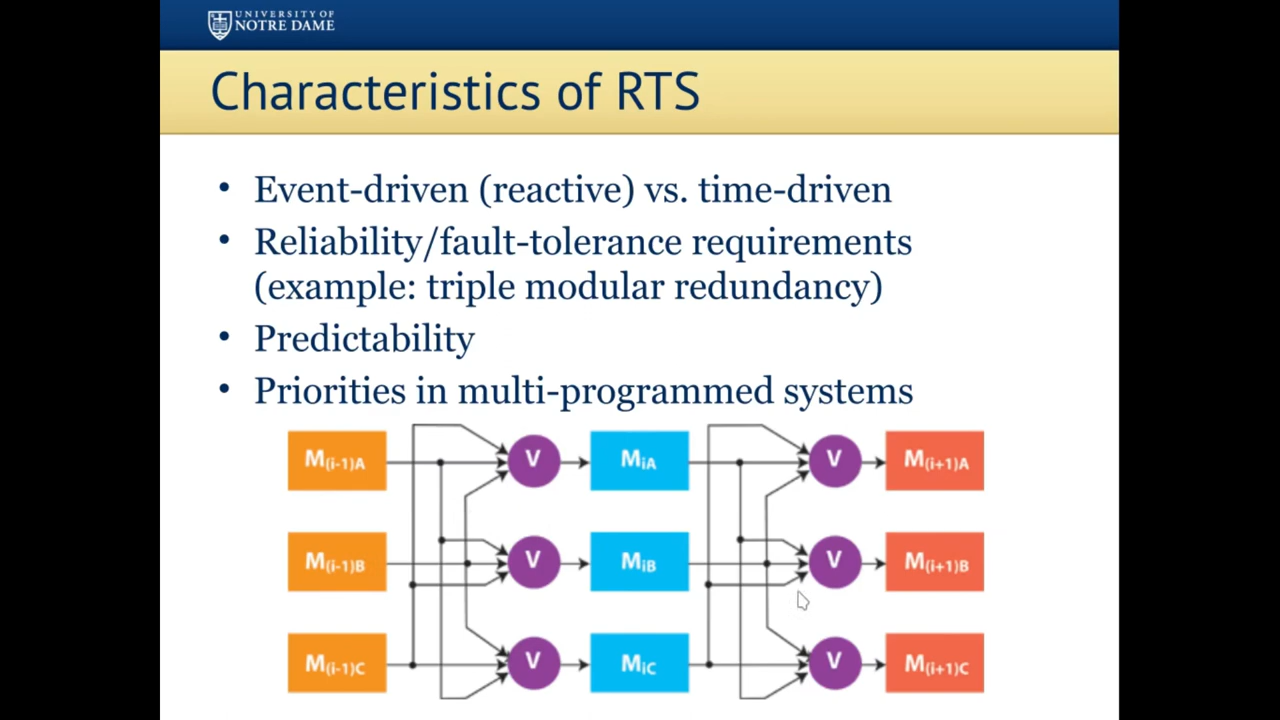 UNIVERSITY OF
NOTRE DAME
Characteristics of RTS
• Event-driven (reactive) vs. time-driven
• Reliability/fault-tolerance requirements
(example: triple modular redundancy)
• Predictability
• Priorities in multi-programmed systems
M(i-1)A V MiA V M(i+1)A
M(i-1)B V MiB V M(i+1)B
M(i-1)C V MiC V M(i+1)C